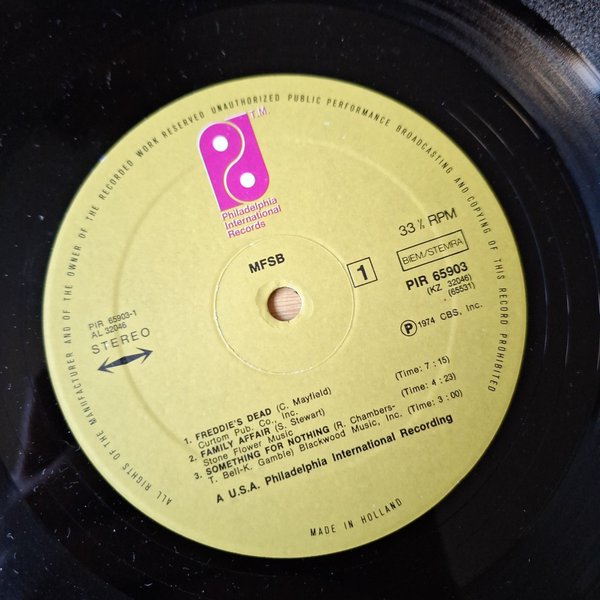 ALL RIGHTS OF THE MANUFACTURER AND OF THE OWNER OF THE RECORDED WORK RESERVED UNAUTHORIZED PUBLIC PERFORMANCE BROADCASTING AND COPYING OF THIS RECORD PROHIBITED
T.M.
Philadelphia
International
Records
33 ⅓ RPM
MFSB
1
BIEM/STEMRA
PIR 65903
(KZ 32046)
(65531)
PIR 65903-1
AL 32046
STEREO
P 1974 CBS, Inc.
1. FREDDIE'S DEAD (C. Mayfield) (Time: 7:15)
Curtom Pub. Co., Inc.
2. FAMILY AFFAIR (S. Stewart) (Time: 4:23)
Stone Flower Music
3. SOMETHING FOR NOTHING (R. Chambers-
T. Bell-K. Gamble) Blackwood Music, Inc. (Time: 3:00)
A U.S.A. Philadelphia International Recording
MADE IN HOLLAND